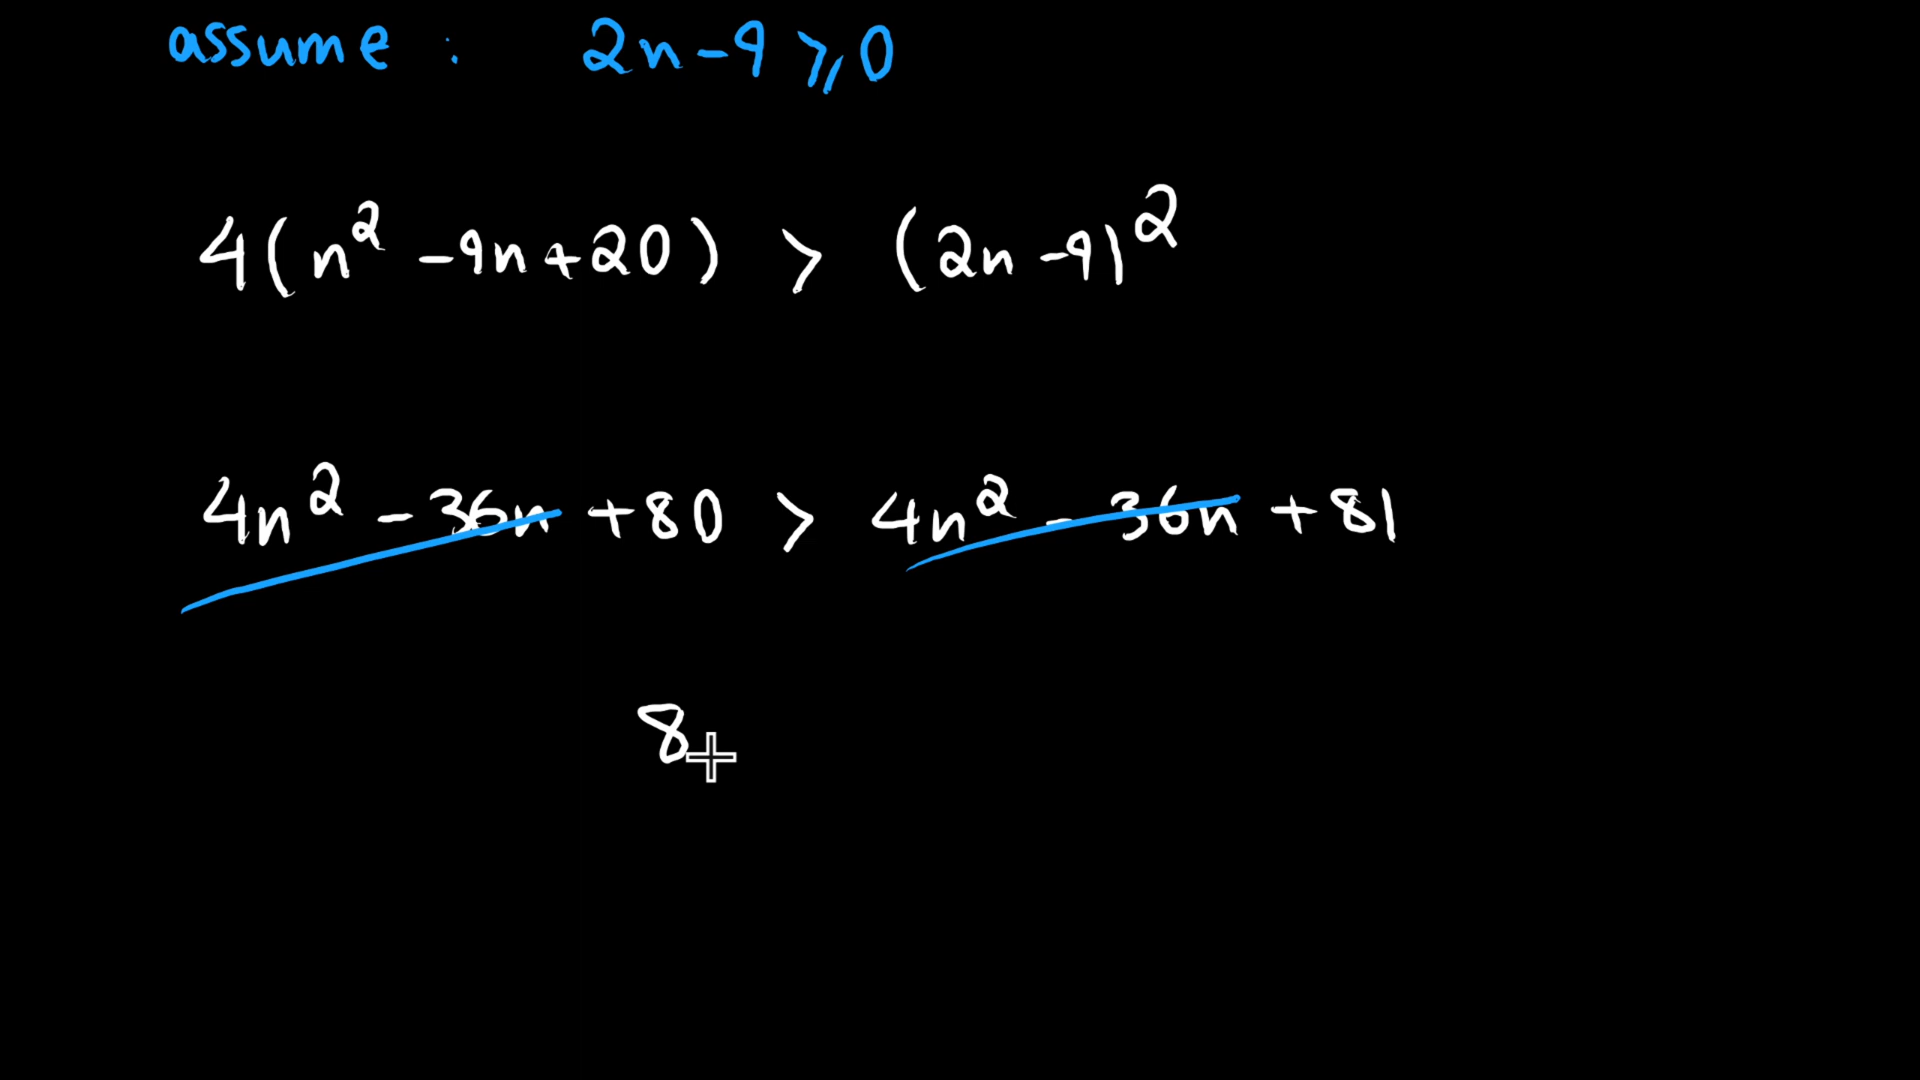 assume : 2n-9 ⩾ 0
4(n² -9n+20) > (2n-9)²
4n² - 36n +80 > 4n² - 36n +81
8